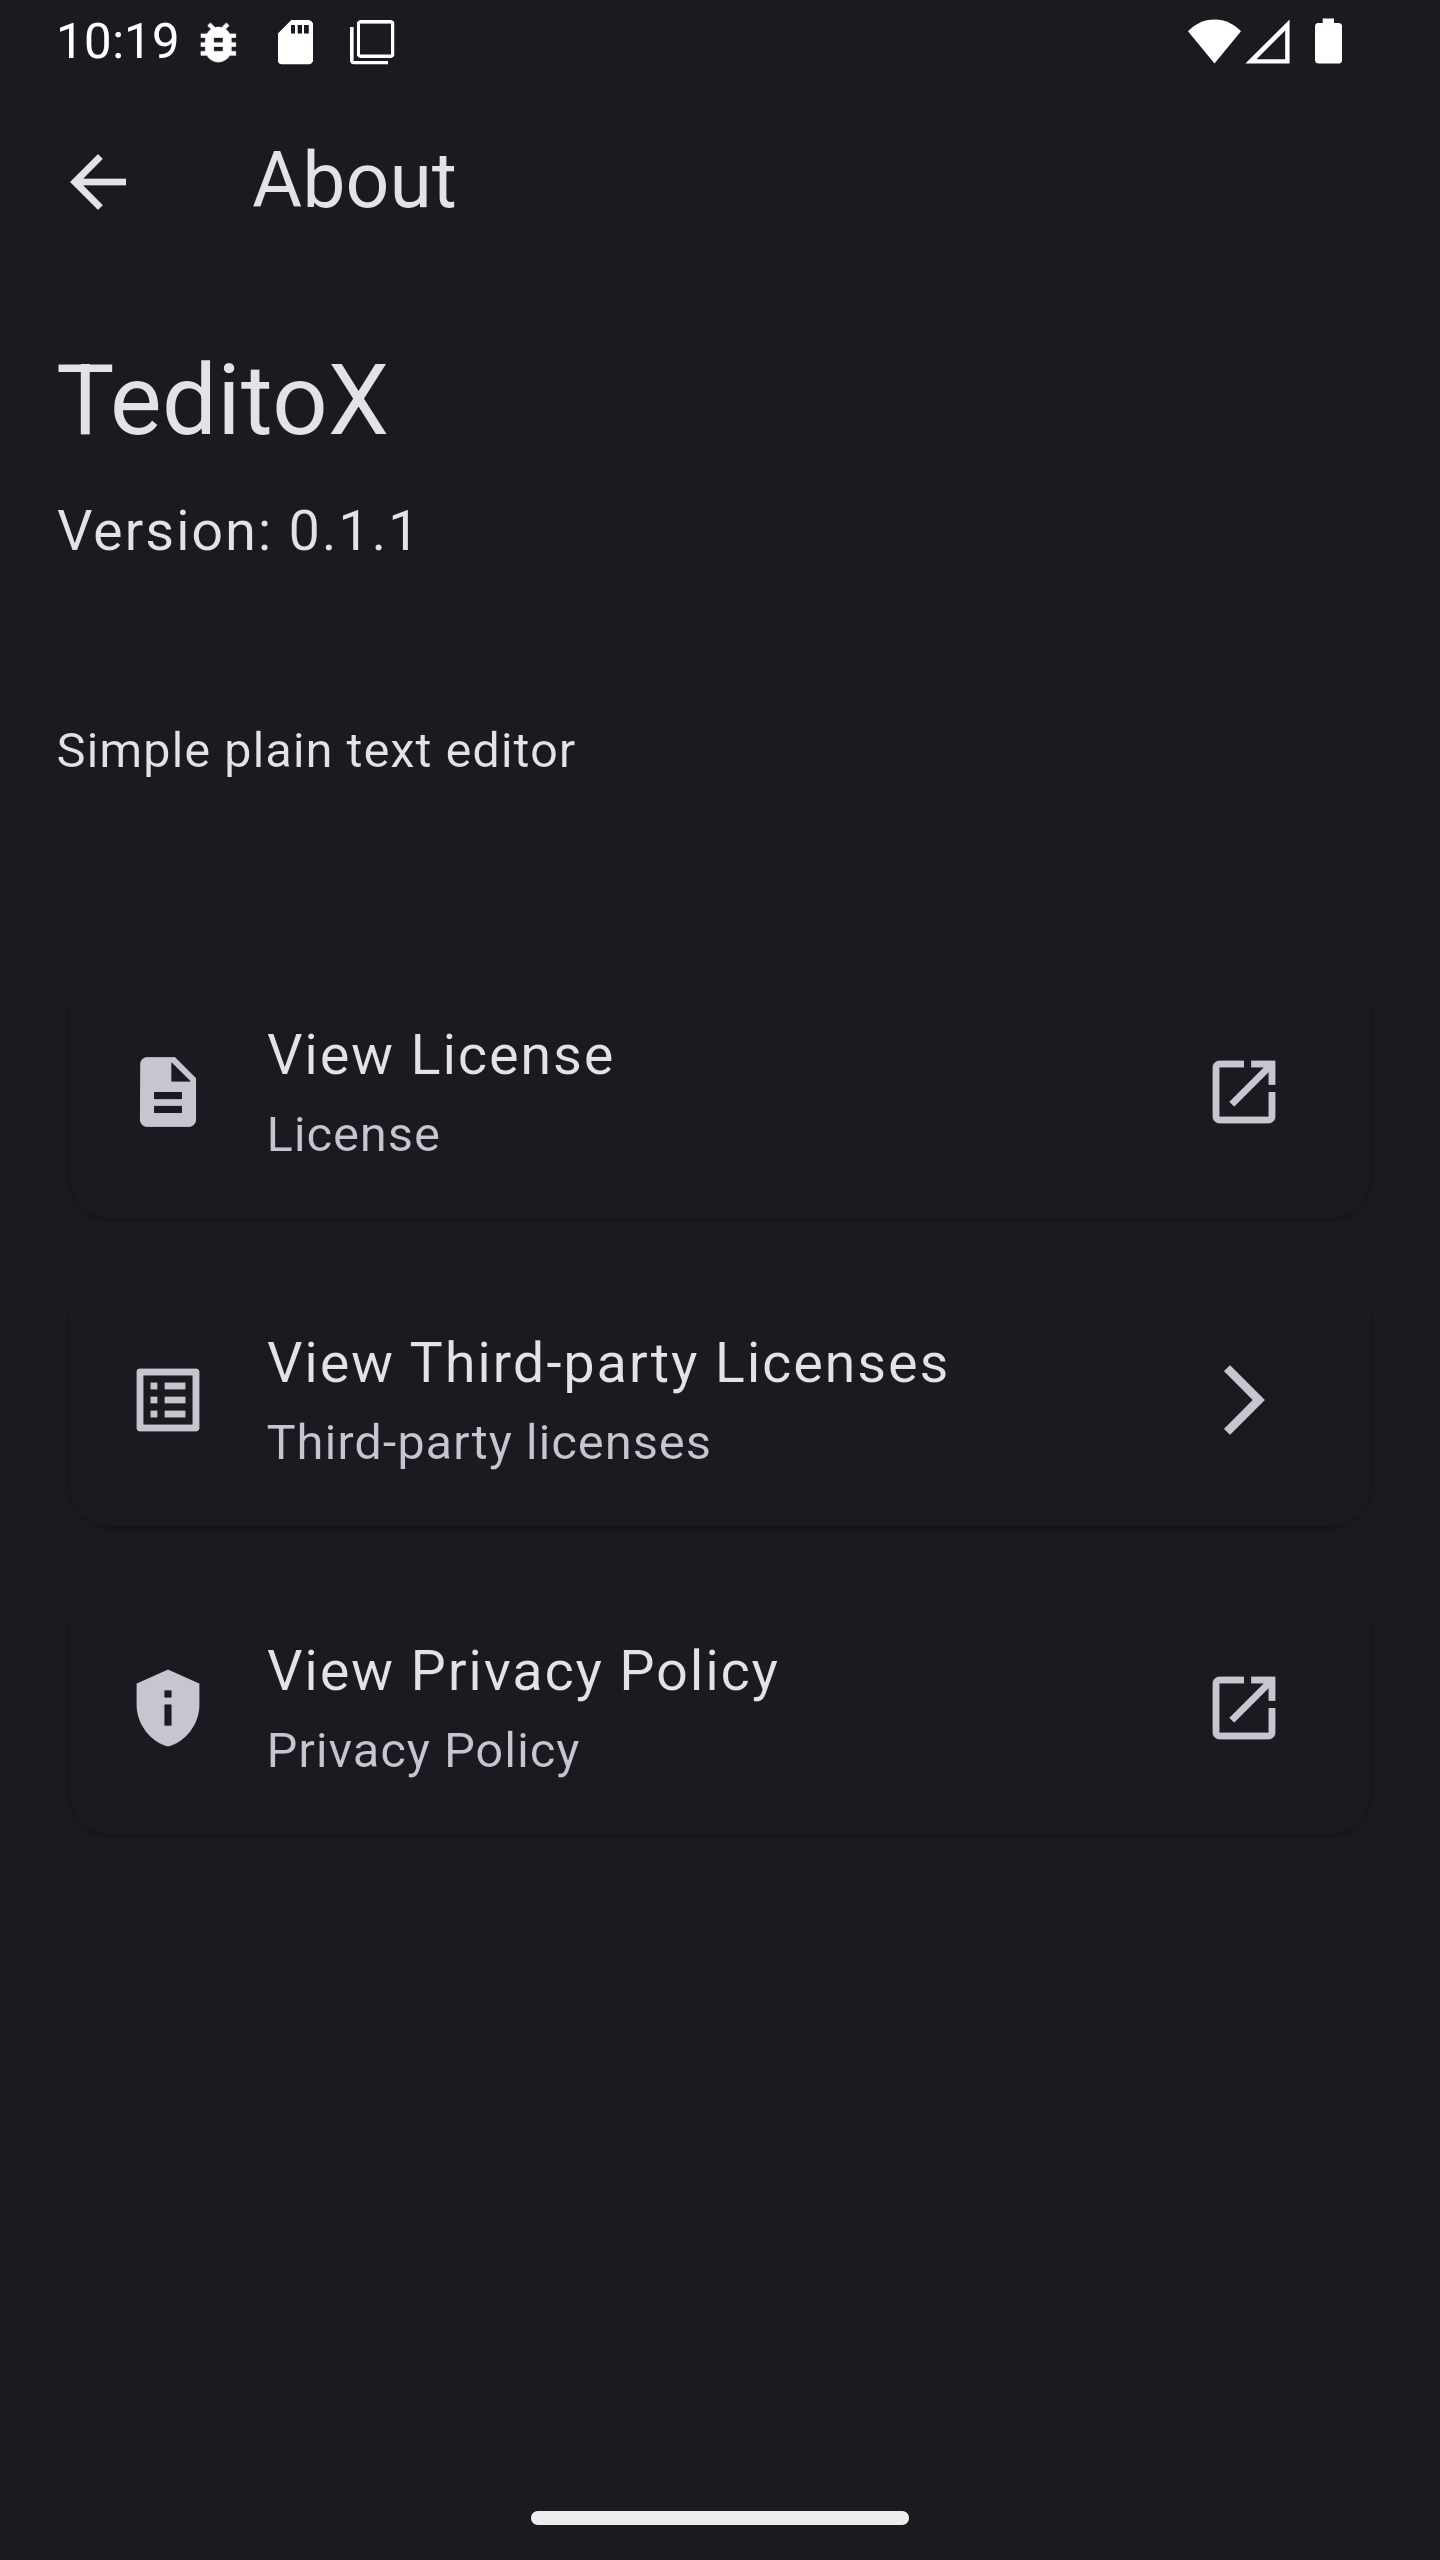 10:19
About
TeditoX
Version: 0.1.1
Simple plain text editor
View License
License
View Third-party Licenses
Third-party licenses
View Privacy Policy
Privacy Policy